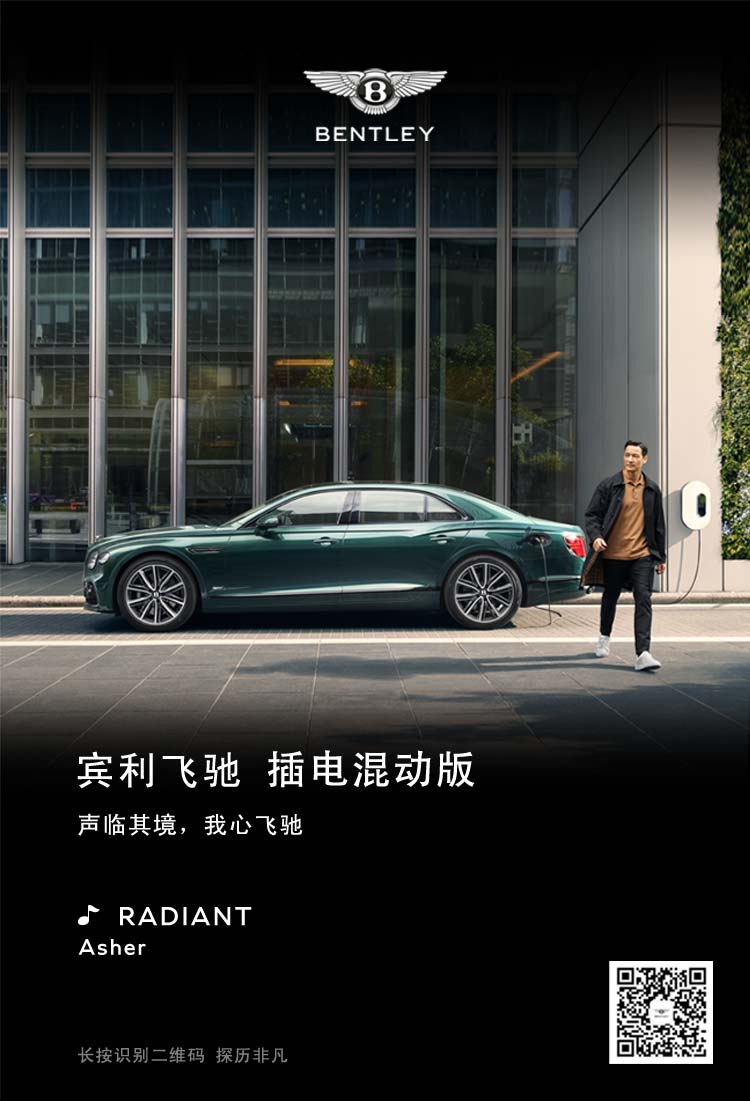 BENTLEY
宾利飞驰 插电混动版
声临其境，我心飞驰
RADIANT
Asher
长按识别二维码 探历非凡